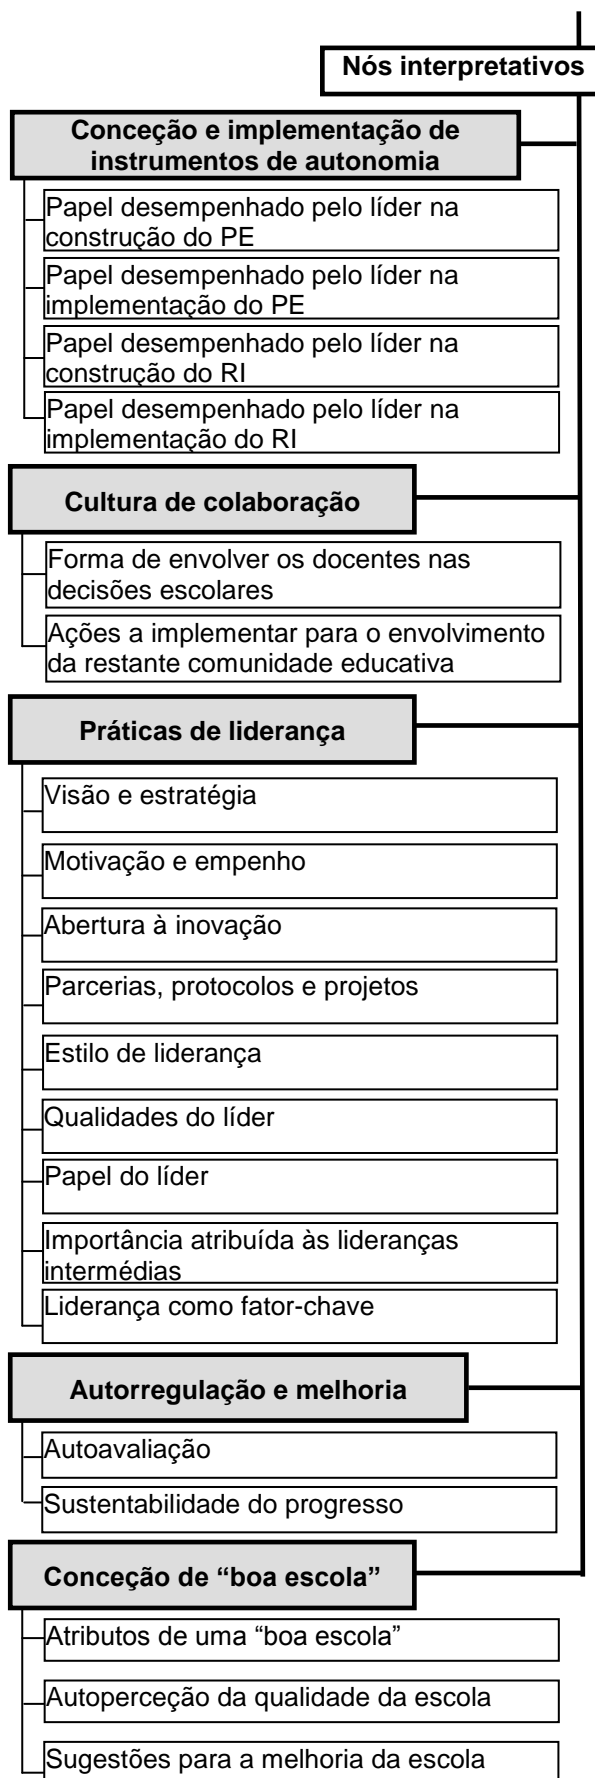 Nós interpretativos
Conceção e implementação de
instrumentos de autonomia
Papel desempenhado pelo líder na
construção do PE
Papel desempenhado pelo líder na
implementação do PE
Papel desempenhado pelo líder na
construção do RI
Papel desempenhado pelo líder na
implementação do RI
Cultura de colaboração
Forma de envolver os docentes nas
decisões escolares
Ações a implementar para o envolvimento
da restante comunidade educativa
Práticas de liderança
Visão e estratégia
Motivação e empenho
Abertura à inovação
Parcerias, protocolos e projetos
Estilo de liderança
Qualidades do líder
Papel do líder
Importância atribuída às lideranças
intermédias
Liderança como fator-chave
Autorregulação e melhoria
Autoavaliação
Sustentabilidade do progresso
Conceção de “boa escola”
Atributos de uma “boa escola”
Autoperceção da qualidade da escola
Sugestões para a melhoria da escola